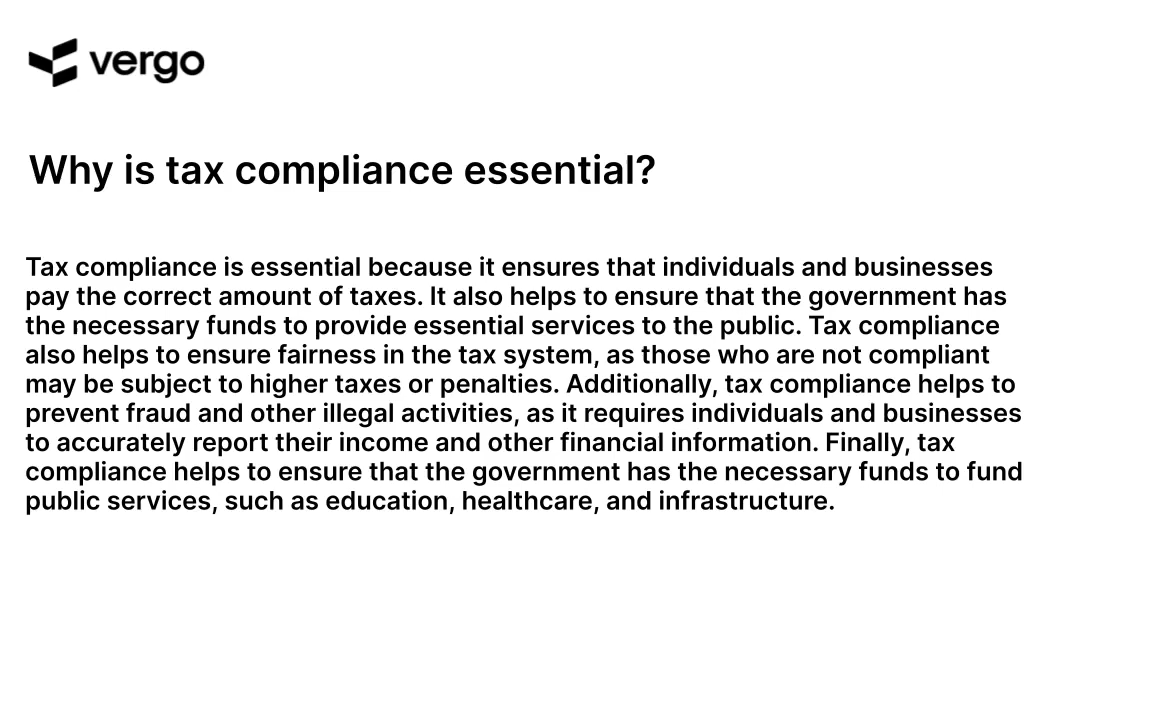 vergo
Why is tax compliance essential?
Tax compliance is essential because it ensures that individuals and businesses
pay the correct amount of taxes. It also helps to ensure that the government has
the necessary funds to provide essential services to the public. Tax compliance
also helps to ensure fairness in the tax system, as those who are not compliant
may be subject to higher taxes or penalties. Additionally, tax compliance helps to
prevent fraud and other illegal activities, as it requires individuals and businesses
to accurately report their income and other financial information. Finally, tax
compliance helps to ensure that the government has the necessary funds to fund
public services, such as education, healthcare, and infrastructure.